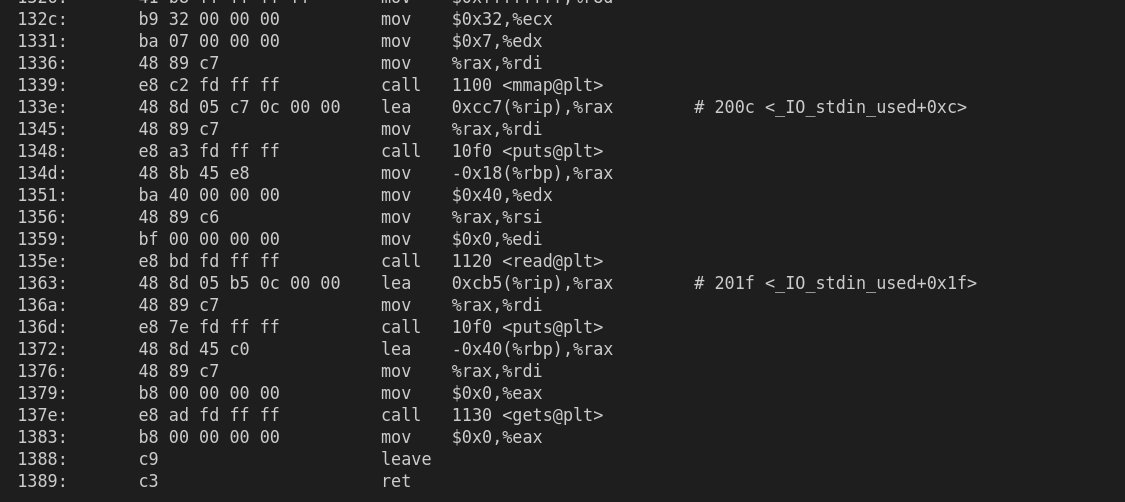 132c: b9 32 00 00 00 mov $0x32,%ecx
1331: ba 07 00 00 00 mov $0x7,%edx
1336: 48 89 c7 mov %rax,%rdi
1339: e8 c2 fd ff ff call 1100 <mmap@plt>
133e: 48 8d 05 c7 0c 00 00 lea 0xcc7(%rip),%rax # 200c <_IO_stdin_used+0xc>
1345: 48 89 c7 mov %rax,%rdi
1348: e8 a3 fd ff ff call 10f0 <puts@plt>
134d: 48 8b 45 e8 mov -0x18(%rbp),%rax
1351: ba 40 00 00 00 mov $0x40,%edx
1356: 48 89 c6 mov %rax,%rsi
1359: bf 00 00 00 00 mov $0x0,%edi
135e: e8 bd fd ff ff call 1120 <read@plt>
1363: 48 8d 05 b5 0c 00 00 lea 0xcb5(%rip),%rax # 201f <_IO_stdin_used+0x1f>
136a: 48 89 c7 mov %rax,%rdi
136d: e8 7e fd ff ff call 10f0 <puts@plt>
1372: 48 8d 45 c0 lea -0x40(%rbp),%rax
1376: 48 89 c7 mov %rax,%rdi
1379: b8 00 00 00 00 mov $0x0,%eax
137e: e8 ad fd ff ff call 1130 <gets@plt>
1383: b8 00 00 00 00 mov $0x0,%eax
1388: c9 leave
1389: c3 ret